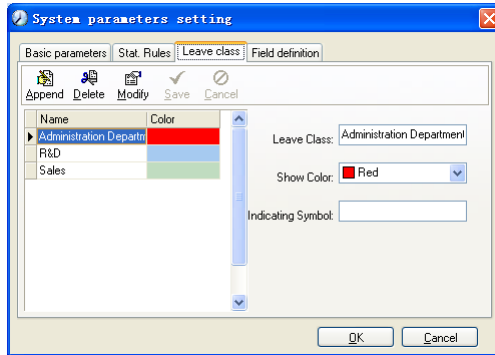 System parameters setting
Basic parameters Stat. Rules Leave class Field definition
Append Delete Modify Save Cancel
Name Color
Administration Departm
R&D
Sales
Leave Class: Administration Department
Show Color: Red
Indicating Symbol:
OK Cancel